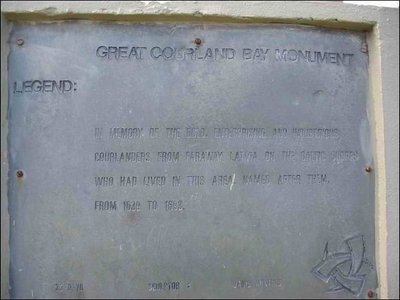 GREAT COURLAND BAY MONUMENT
LEGEND:
IN MEMORY OF THE BOLD, ENTERPRISING AND INDUSTRIOUS
COURLANDERS FROM FARAWAY LATVIA ON THE BALTIC SHORES
WHO HAD LIVED IN THIS AREA NAMED AFTER THEM,
FROM 1639 TO
SCULPTOR :